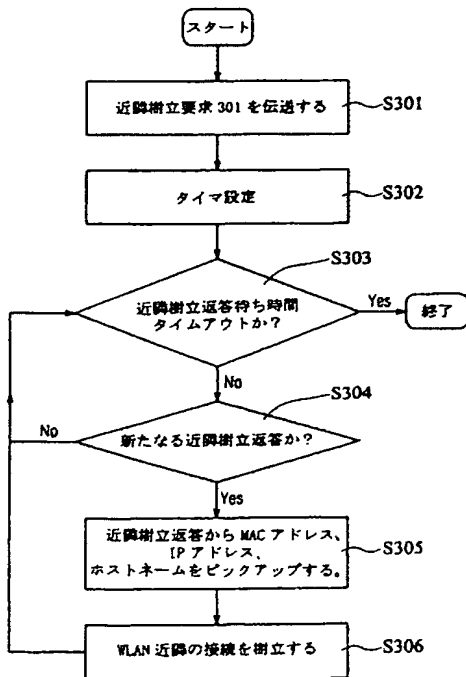 スタート
近隣樹立要求301を伝送する
S301
タイマ設定
S302
S303
近隣樹立返答待ち時間
タイムアウトか?
Yes
終了
No
S304
新たなる近隣樹立返答か?
No
Yes
近隣樹立返答から MAC アドレス、
IP アドレス、
ホストネームをピックアップする。
S305
WLAN 近隣の接続を樹立する
S306